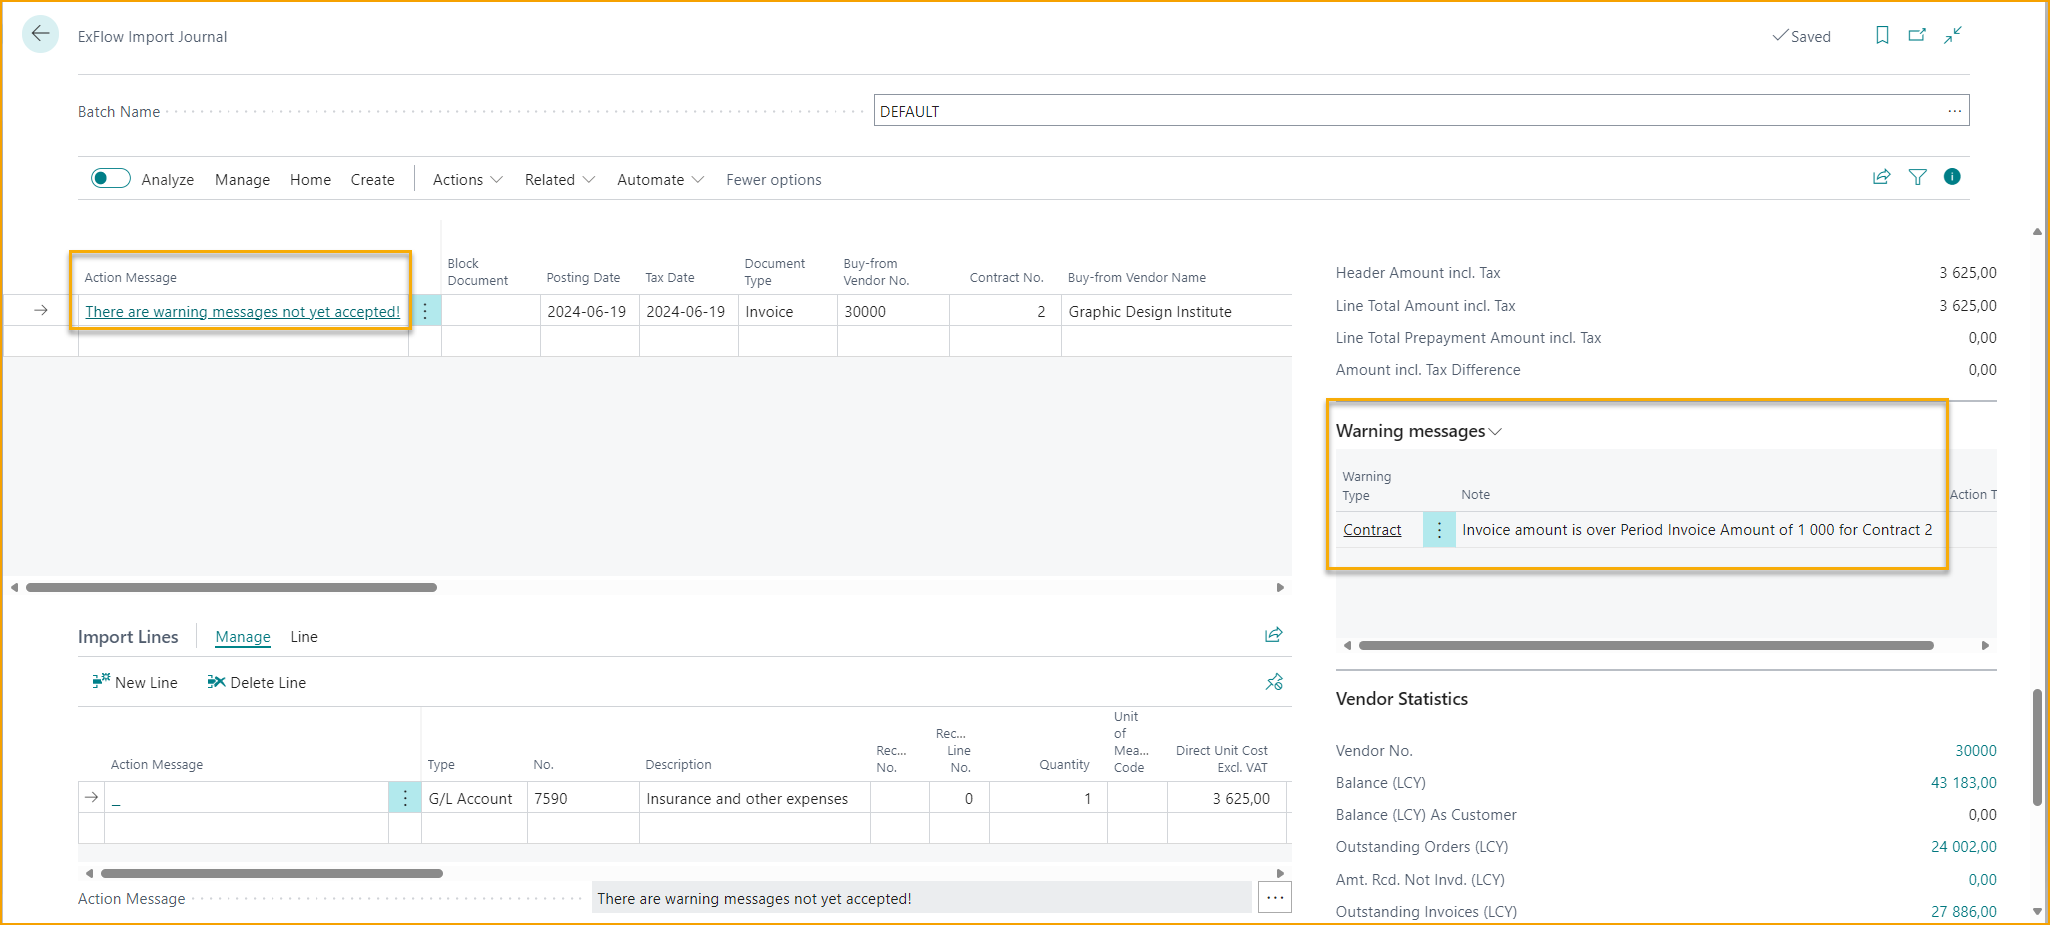 ExFlow Import Journal
Saved
Batch Name
DEFAULT
...
Analyze Manage Home Create Actions Related Automate Fewer options
Action Message
Block
Document
Posting Date
Tax Date
Document
Type
Buy-from
Vendor No.
Contract No.
Buy-from Vendor Name
There are warning messages not yet accepted! 2024-06-19 2024-06-19 Invoice 30000 2 Graphic Design Institute
Import Lines Manage Line
New Line Delete Line
Action Message
Type
No.
Description
Rec...
No.
Rec...
Line
No.
Quantity
Unit
of
Mea...
Code
Direct Unit Cost
Excl. VAT
_ G/L Account 7590 Insurance and other expenses 0 1 3 625,00
Action Message
There are warning messages not yet accepted!
...
Header Amount incl. Tax 3 625,00
Line Total Amount incl. Tax 3 625,00
Line Total Prepayment Amount incl. Tax 0,00
Amount incl. Tax Difference 0,00
Warning messages
Warning
Type
Note
Action T
Contract Invoice amount is over Period Invoice Amount of 1 000 for Contract 2
Vendor Statistics
Vendor No. 30000
Balance (LCY) 43 183,00
Balance (LCY) As Customer 0,00
Outstanding Orders (LCY) 24 002,00
Amt. Rcd. Not Invd. (LCY) 0,00
Outstanding Invoices (LCY) 27 886,00